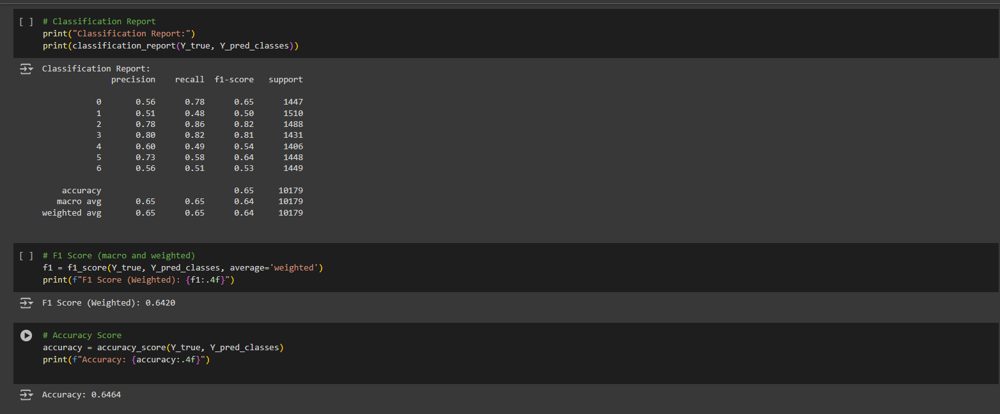 [ ] # Classification Report
print("Classification Report:")
print(classification_report(Y_true, Y_pred_classes))
Classification Report:
precision recall f1-score support
0 0.56 0.78 0.65 1447
1 0.51 0.48 0.50 1510
2 0.78 0.86 0.82 1488
3 0.80 0.82 0.81 1431
4 0.60 0.49 0.54 1406
5 0.73 0.58 0.64 1448
6 0.56 0.51 0.53 1449
accuracy 0.65 10179
macro avg 0.65 0.65 0.64 10179
weighted avg 0.65 0.65 0.64 10179
[ ] # F1 Score (macro and weighted)
f1 = f1_score(Y_true, Y_pred_classes, average='weighted')
print(f"F1 Score (Weighted): {f1:.4f}")
F1 Score (Weighted): 0.6420
# Accuracy Score
accuracy = accuracy_score(Y_true, Y_pred_classes)
print(f"Accuracy: {accuracy:.4f}")
Accuracy: 0.6464